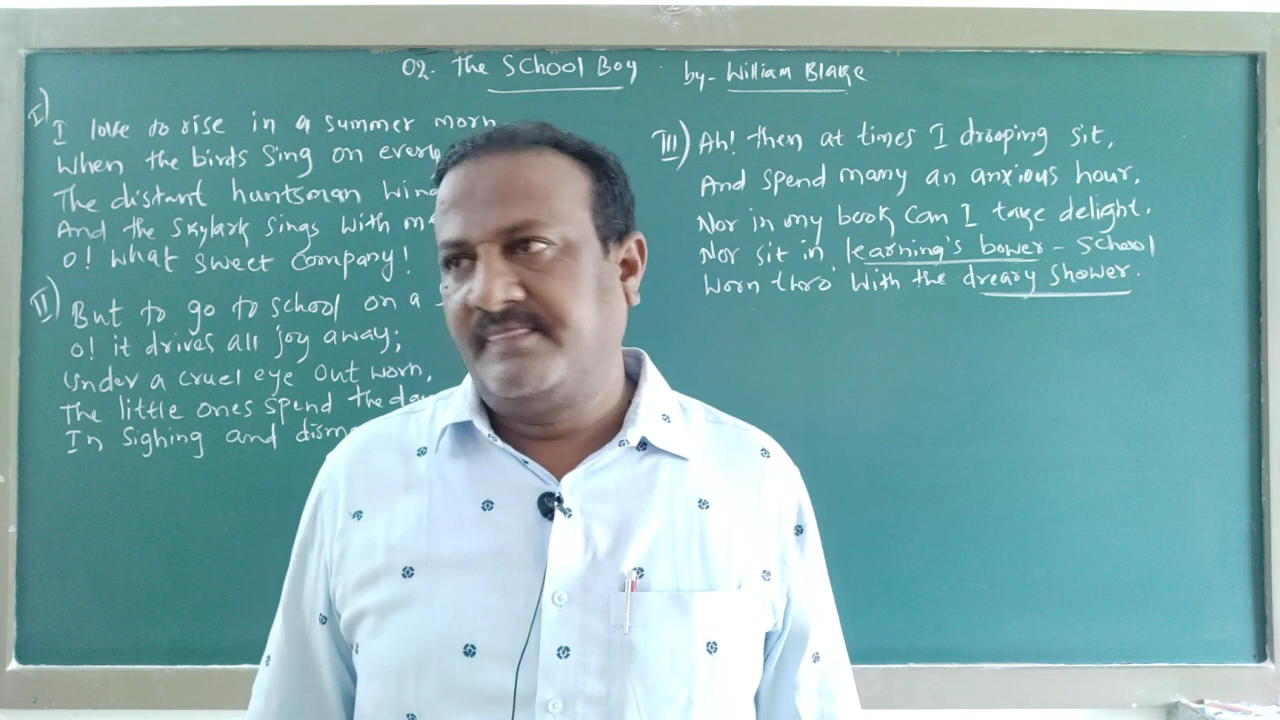 02. The School Boy by- William Blake
I)
I love to rise in a summer morn
When the birds sing on every
The distant huntsman
And the skylark sings with
O! what sweet company!
II)
But to go to school on a
O! it drives all joy away;
Under a cruel eye out worn,
The little ones spend the
In Sighing and
III) Ah! then at times I drooping sit,
And spend many an anxious hour,
Nor in my book can I take delight,
Nor sit in learning's bower - School
Worn thro' with the dreary shower.